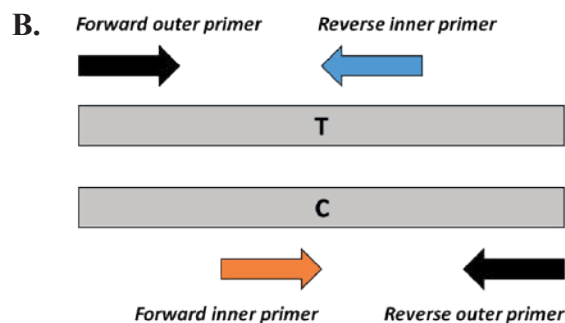 B.
Forward outer primer Reverse inner primer
T
C
Forward inner primer Reverse outer primer